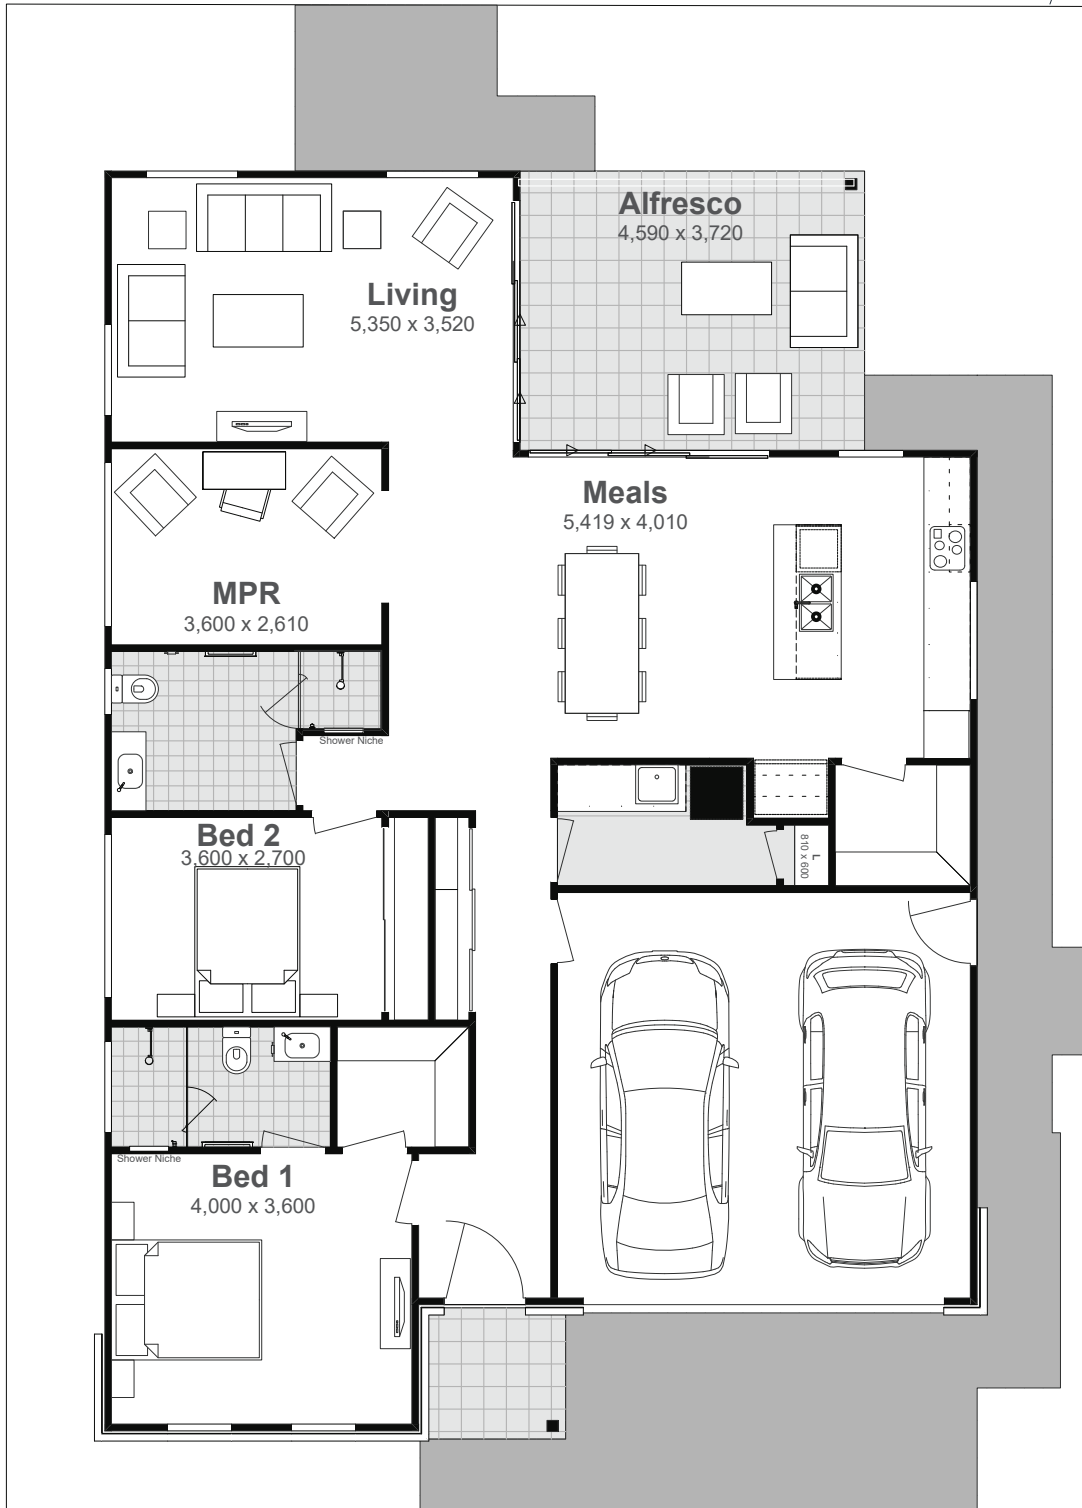 Alfresco
4,590 x 3,720
Living
5,350 x 3,520
Meals
5,419 x 4,010
MPR
3,600 x 2,610
Shower Niche
Bed 2
3,600 x 2,700
L
810 x 600
Shower Niche
Bed 1
4,000 x 3,600